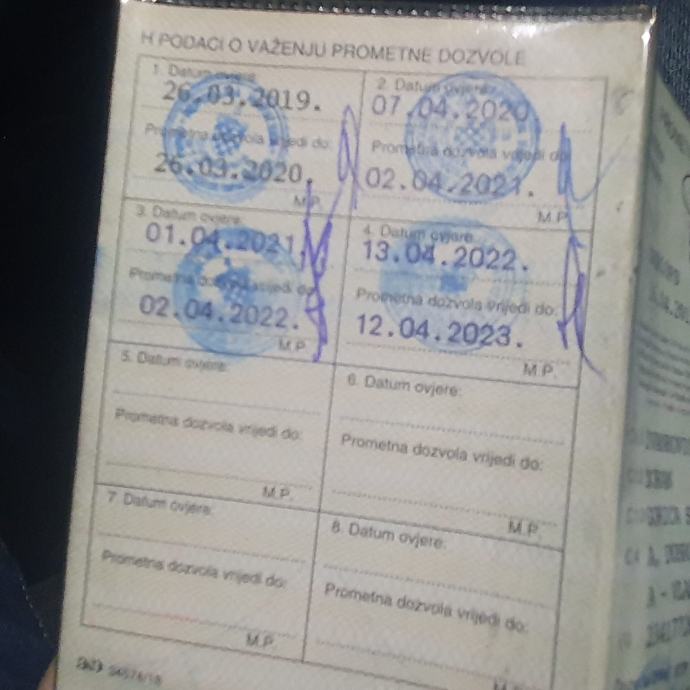 H PODACI O VAŽENJU PROMETNE DOZVOLE
1. Datum ovjere:
26.03.2019.
Prometna dozvola vrijedi do:
26.03.2020.
M.P.
2. Datum ovjere:
07.04.2020
Prometna dozvola vrijedi do:
02.04.2021.
M.P.
3. Datum ovjere:
01.04.2021.
Prometna dozvola vrijedi do:
02.04.2022.
M.P.
4. Datum ovjere:
13.04.2022.
Prometna dozvola vrijedi do:
12.04.2023.
M.P.
5. Datum ovjere:
Prometna dozvola vrijedi do:
M.P.
6. Datum ovjere:
Prometna dozvola vrijedi do:
M.P.
7. Datum ovjere:
Prometna dozvola vrijedi do:
M.P.
8. Datum ovjere:
Prometna dozvola vrijedi do:
M.P.